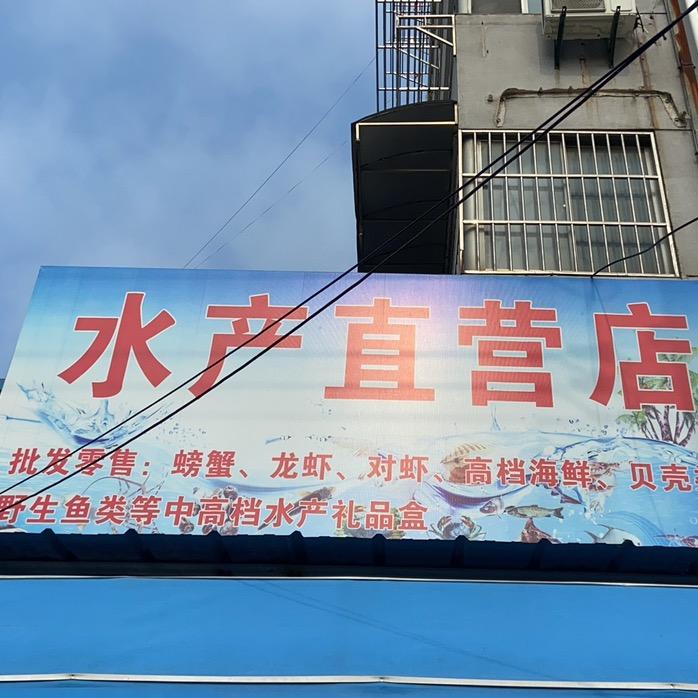 水产直营店
批发零售：螃蟹、龙虾、对虾、高档海鲜、贝壳
野生鱼类等中高档水产礼品盒